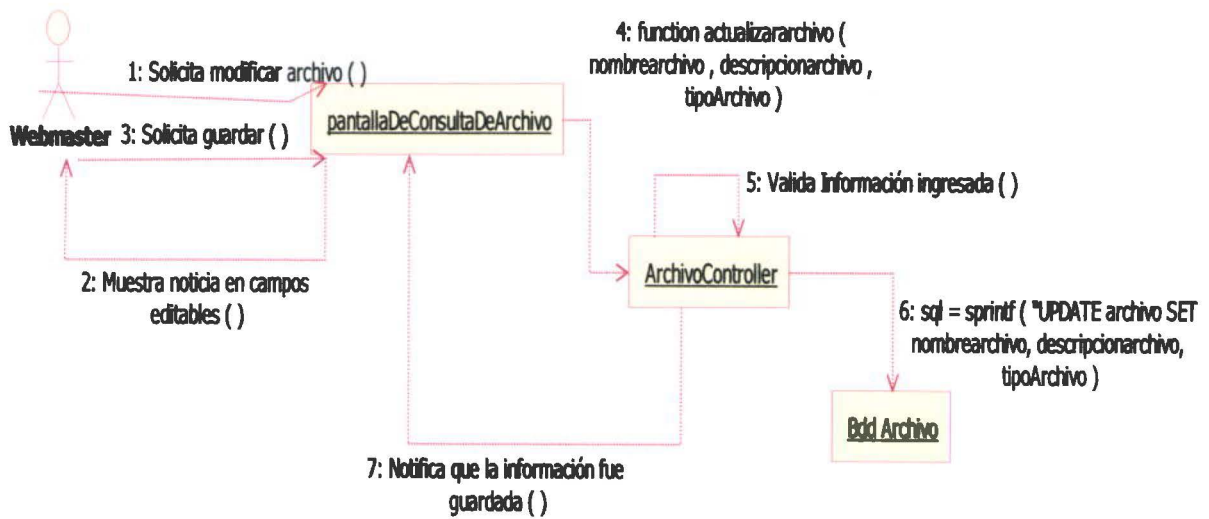 4: function actualizararchivo (
nombrearchivo , descripcionarchivo ,
tipoArchivo )
1: Solicita modificar archivo ( )
pantallaDeConsultaDeArchivo
Webmaster
3: Solicita guardar ( )
5: Valida Información ingresada ( )
2: Muestra noticia en campos
editables ( )
ArchivoController
6: sql = sprintf ( "UPDATE archivo SET
nombrearchivo, descripcionarchivo,
tipoArchivo )
Bdd Archivo
7: Notifica que la información fue
guardada ( )